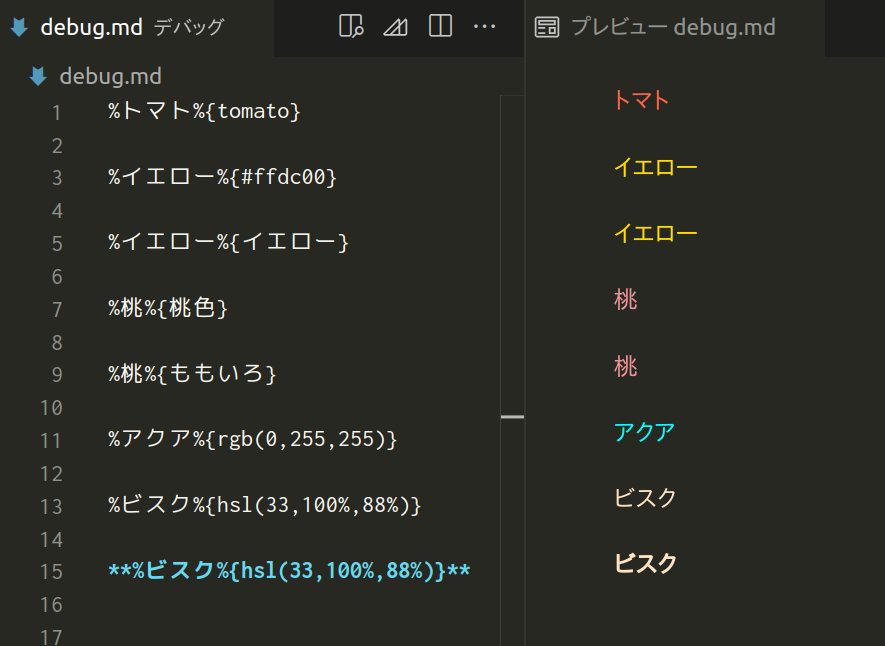 debug.md デバッグ
プレビュー debug.md
debug.md
1 %トマト%{tomato}
2
3 %イエロー%{#ffdc00}
4
5 %イエロー%{イエロー}
6
7 %桃%{桃色}
8
9 %桃%{ももいろ}
10
11 %アクア%{rgb(0,255,255)}
12
13 %ビスク%{hsl(33,100%,88%)}
14
15 **%ビスク%{hsl(33,100%,88%)}**
16
17
トマト
イエロー
イエロー
桃
桃
アクア
ビスク
ビスク